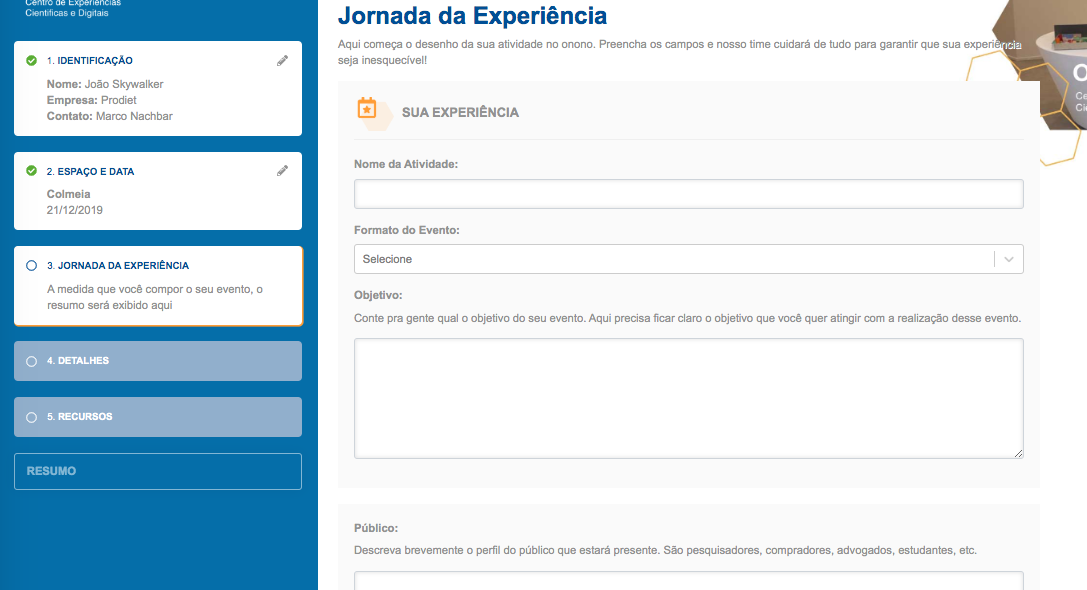 Centro de Experiências
Científicas e Digitais
1. IDENTIFICAÇÃO
Nome: João Skywalker
Empresa: Prodiet
Contato: Marco Nachbar
2. ESPAÇO E DATA
Colmeia
21/12/2019
3. JORNADA DA EXPERIÊNCIA
A medida que você compor o seu evento, o
resumo será exibido aqui
4. DETALHES
5. RECURSOS
RESUMO
Jornada da Experiência
Aqui começa o desenho da sua atividade no onono. Preencha os campos e nosso time cuidará de tudo para garantir que sua experiência
seja inesquecível!
SUA EXPERIÊNCIA
Nome da Atividade:
Formato do Evento:
Selecione
Objetivo:
Conte pra gente qual o objetivo do seu evento. Aqui precisa ficar claro o objetivo que você quer atingir com a realização desse evento.
Público:
Descreva brevemente o perfil do público que estará presente. São pesquisadores, compradores, advogados, estudantes, etc.